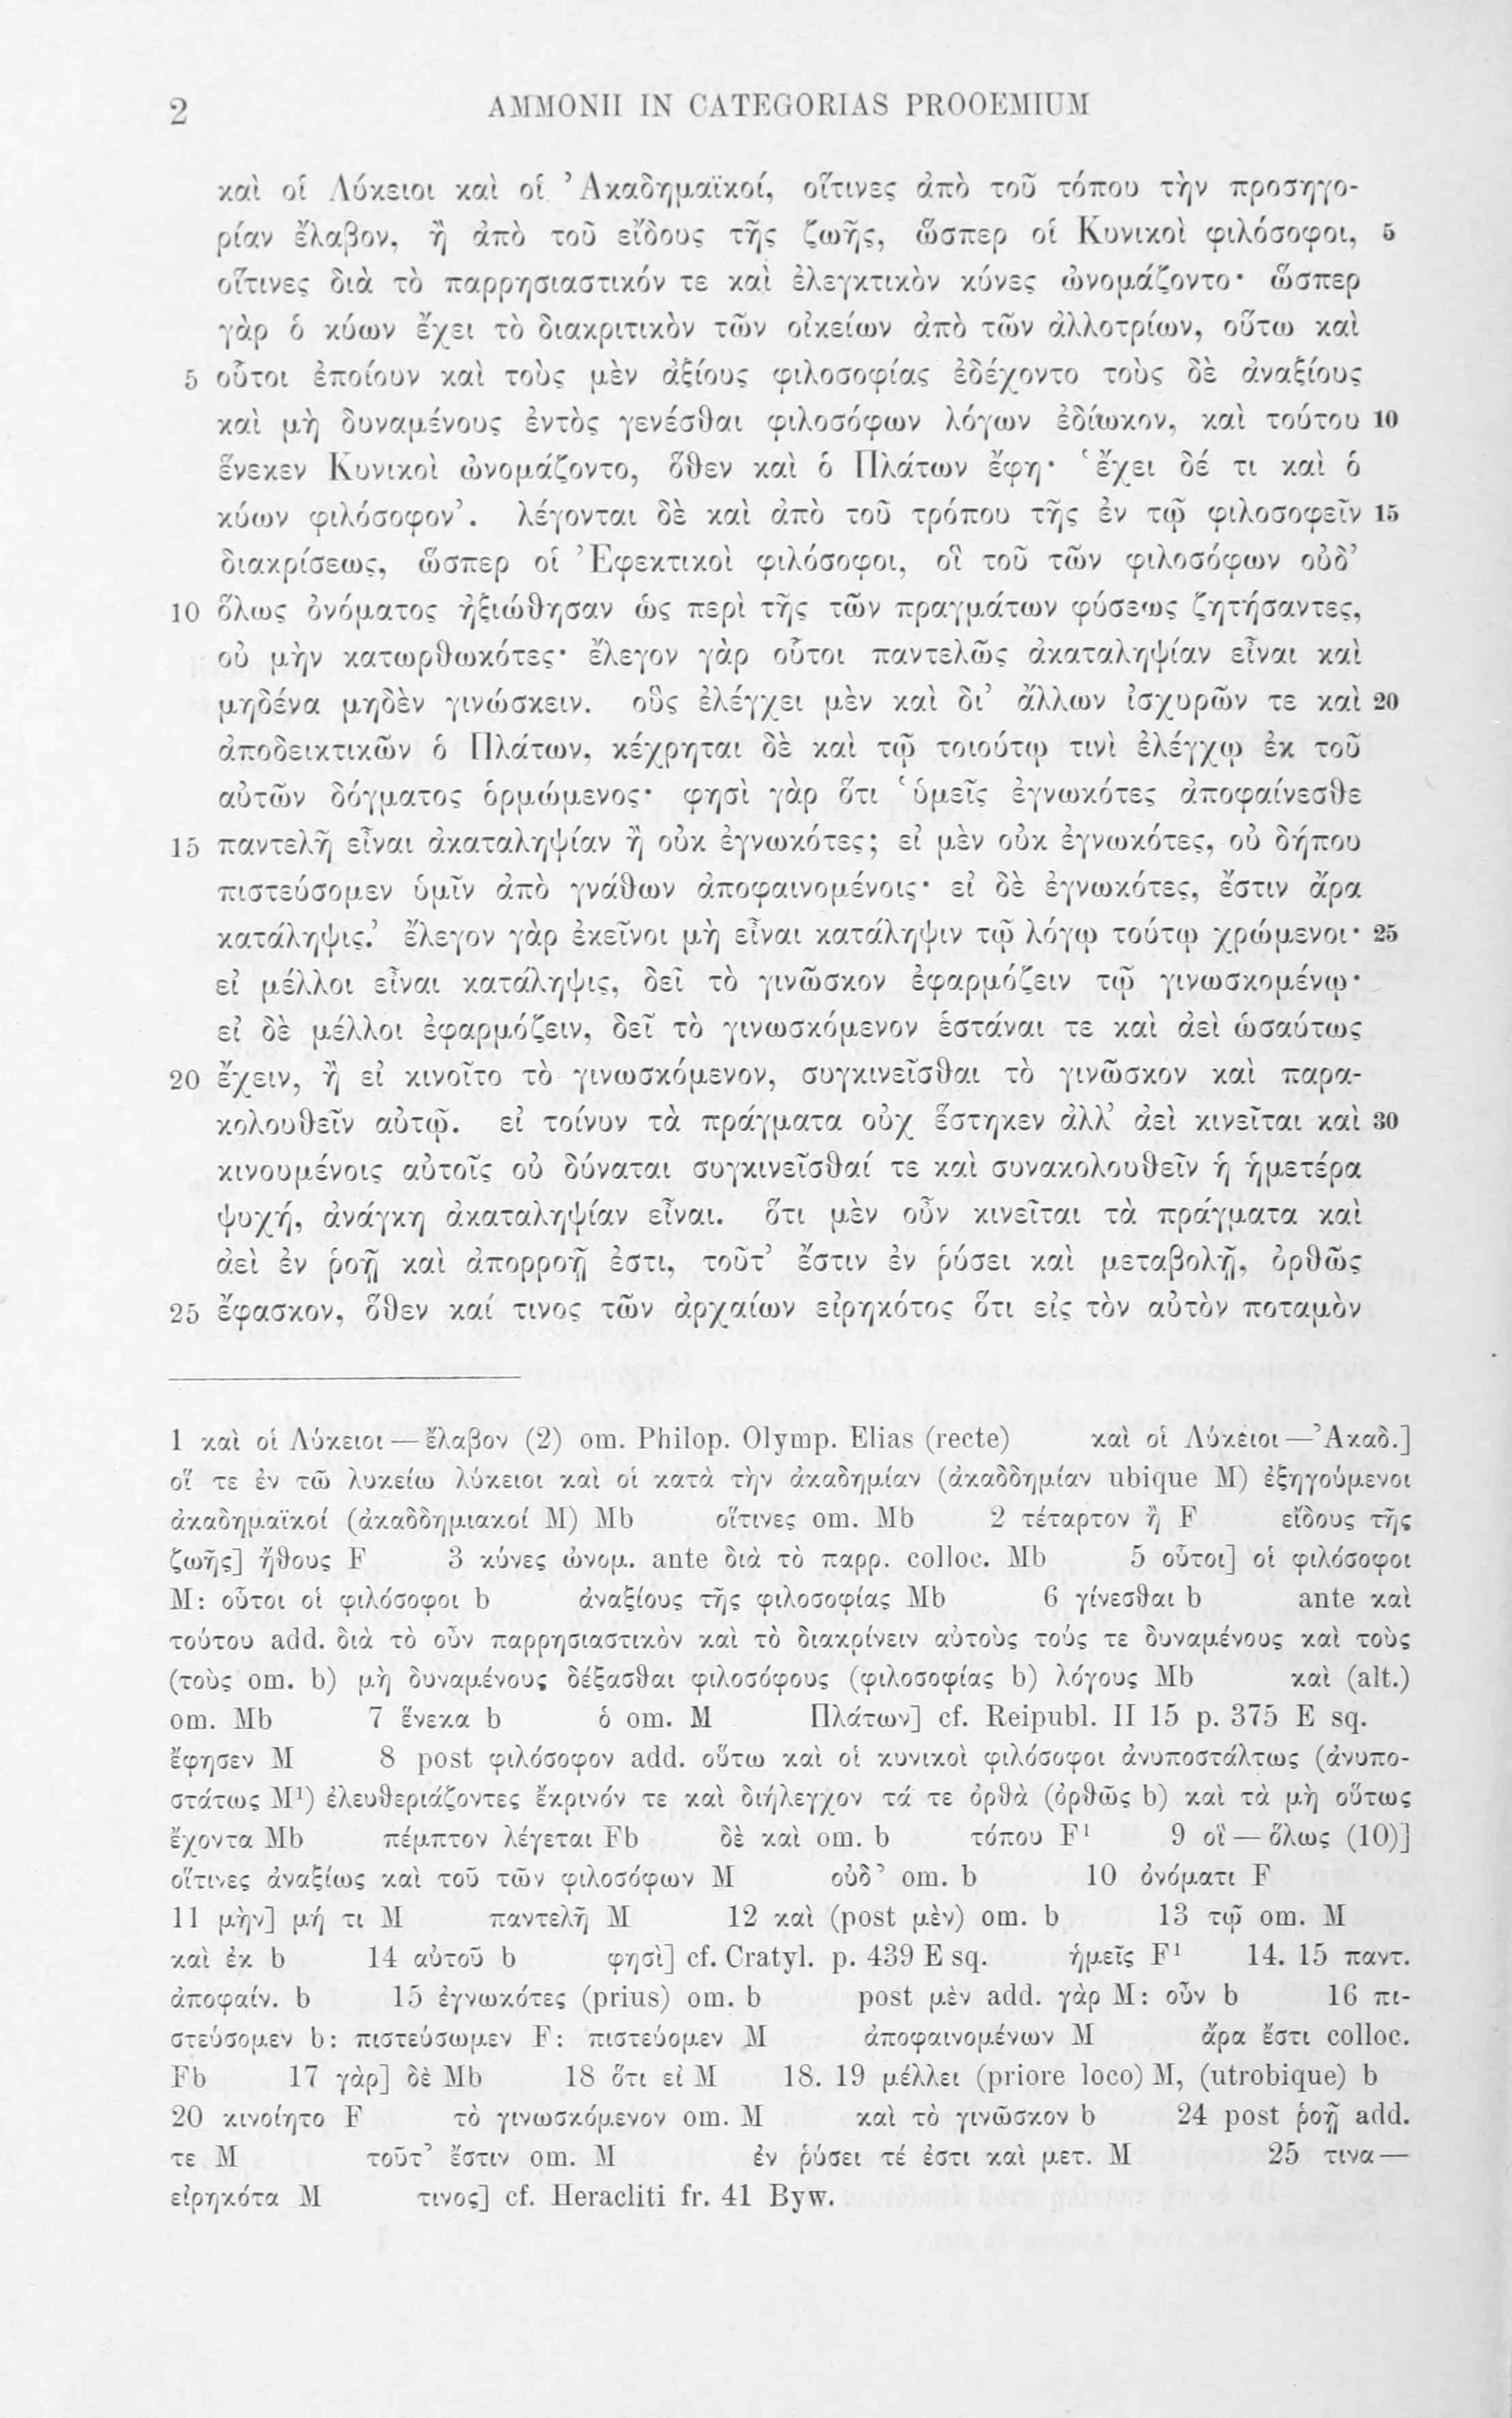 2 AMMONII IN CATEGORIAS PROOEMIUM
καὶ οἱ Λύκειοι καὶ οἱ Ἀκαδημαϊκοί, οἵτινες ἀπὸ τοῦ τόπου τὴν προσηγο-
ρίαν ἔλαβον, ἢ ἀπὸ τοῦ εἴδους τῆς ζωῆς, ὥσπερ οἱ Κυνικοὶ φιλόσοφοι, 5
οἵτινες διὰ τὸ παρρησιαστικόν τε καὶ ἐλεγκτικὸν κύνες ὠνομάζοντο· ὥσπερ
γὰρ ὁ κύων ἔχει τὸ διακριτικὸν τῶν οἰκείων ἀπὸ τῶν ἀλλοτρίων, οὕτω καὶ
5 οὗτοι ἐποίουν καὶ τοὺς μὲν ἀξίους φιλοσοφίας ἐδέχοντο τοὺς δὲ ἀναξίους
καὶ μὴ δυναμένους ἐντὸς γενέσθαι φιλοσόφων λόγων ἐδίωκον, καὶ τούτου 10
ἕνεκεν Κυνικοὶ ὠνομάζοντο, ὅθεν καὶ ὁ Πλάτων ἔφη· ‘ἔχει δέ τι καὶ ὁ
κύων φιλόσοφον’. λέγονται δὲ καὶ ἀπὸ τοῦ τρόπου τῆς ἐν τῷ φιλοσοφεῖν 15
διακρίσεως, ὥσπερ οἱ Ἐφεκτικοὶ φιλόσοφοι, οἳ τοῦ τῶν φιλοσόφων οὐδ’
10 ὅλως ὀνόματος ἠξιώθησαν ὡς περὶ τῆς τῶν πραγμάτων φύσεως ζητήσαντες,
οὐ μὴν κατωρθωκότες· ἔλεγον γὰρ οὗτοι παντελῶς ἀκαταληψίαν εἶναι καὶ
μηδένα μηδὲν γινώσκειν. οὓς ἐλέγχει μὲν καὶ δι’ ἄλλων ἰσχυρῶν τε καὶ 20
ἀποδεικτικῶν ὁ Πλάτων, κέχρηται δὲ καὶ τῷ τοιούτῳ τινὶ ἐλέγχῳ ἐκ τοῦ
αὐτῶν δόγματος ὁρμώμενος· φησὶ γὰρ ὅτι ‘ὑμεῖς ἐγνωκότες ἀποφαίνεσθε
15 παντελῆ εἶναι ἀκαταληψίαν ἢ οὐκ ἐγνωκότες; εἰ μὲν οὐκ ἐγνωκότες, οὐ δήπου
πιστεύσομεν ὑμῖν ἀπὸ γνάθων ἀποφαινομένοις· εἰ δὲ ἐγνωκότες, ἔστιν ἄρα
κατάληψις.’ ἔλεγον γὰρ ἐκεῖνοι μὴ εἶναι κατάληψιν τῷ λόγῳ τούτῳ χρώμενοι· 25
εἰ μέλλοι εἶναι κατάληψις, δεῖ τὸ γινῶσκον ἐφαρμόζειν τῷ γινωσκομένῳ·
εἰ δὲ μέλλοι ἐφαρμόζειν, δεῖ τὸ γινωσκόμενον ἑστάναι τε καὶ ἀεὶ ὡσαύτως
20 ἔχειν, ἢ εἰ κινοῖτο τὸ γινωσκόμενον, συγκινεῖσθαι τὸ γινῶσκον καὶ παρα-
κολουθεῖν αὐτῷ. εἰ τοίνυν τὰ πράγματα οὐχ ἕστηκεν ἀλλ’ ἀεὶ κινεῖται καὶ 30
κινουμένοις αὐτοῖς οὐ δύναται συγκινεῖσθαί τε καὶ συνακολουθεῖν ἡ ἡμετέρα
ψυχή, ἀνάγκη ἀκαταληψίαν εἶναι. ὅτι μὲν οὖν κινεῖται τὰ πράγματα καὶ
ἀεὶ ἐν ῥοῇ καὶ ἀπορροῇ ἐστι, τοῦτ’ ἔστιν ἐν ῥύσει καὶ μεταβολῇ, ὀρθῶς
25 ἔφασκον, ὅθεν καί τινος τῶν ἀρχαίων εἰρηκότος ὅτι εἰς τὸν αὐτὸν ποταμὸν
1 καὶ οἱ Λύκειοι — ἔλαβον (2) om. Philop. Olymp. Elias (recte) καὶ οἱ Λύκειοι — Ἀκαδ.]
οἵ τε ἐν τῶ λυκείω λύκειοι καὶ οἱ κατὰ τὴν ἀκαδημίαν (ἀκαδδημίαν ubique M) ἐξηγούμενοι
ἀκαδημαϊκοί (ἀκαδδημιακοί M) Mb οἵτινες om. Mb 2 τέταρτον ἢ F εἴδους τῆς
ζωῆς] ἤθους F 3 κύνες ὠνομ. ante διὰ τὸ παρρ. colloc. Mb 5 οὗτοι] οἱ φιλόσοφοι
M: οὗτοι οἱ φιλόσοφοι b ἀναξίους τῆς φιλοσοφίας Mb 6 γίνεσθαι b ante καὶ
τούτου add. διὰ τὸ οὖν παρρησιαστικὸν καὶ τὸ διακρίνειν αὐτοὺς τούς τε δυναμένους καὶ τοὺς
(τοὺς om. b) μὴ δυναμένους δέξασθαι φιλοσόφους (φιλοσοφίας b) λόγους Mb καὶ (alt.)
om. Mb 7 ἕνεκα b ὁ om. M Πλάτων] cf. Reipubl. II 15 p. 375 E sq.
ἔφησεν M 8 post φιλόσοφον add. οὕτω καὶ οἱ κυνικοὶ φιλόσοφοι ἀνυποστάλτως (ἀνυπο-
στάτως M¹) ἐλευθεριάζοντες ἔκρινόν τε καὶ διήλεγχον τά τε ὀρθὰ (ὀρθῶς b) καὶ τὰ μὴ οὕτως
ἔχοντα Mb πέμπτον λέγεται Fb δὲ καὶ om. b τόπου F¹ 9 οἳ — ὅλως (10)]
οἵτινες ἀναξίως καὶ τοῦ τῶν φιλοσόφων M οὐδ’ om. b 10 ὀνόματι F
11 μὴν] μή τι M παντελῆ M 12 καὶ (post μὲν) om. b 13 τῷ om. M
καὶ ἐκ b 14 αὐτοῦ b φησὶ] cf. Cratyl. p. 439 E sq. ἡμεῖς F¹ 14. 15 παντ.
ἀποφαίν. b 15 ἐγνωκότες (prius) om. b post μὲν add. γὰρ M: οὖν b 16 πι-
στεύσομεν b: πιστεύσωμεν F: πιστεύομεν M ἀποφαινομένων M ἄρα ἔστι colloc.
Fb 17 γὰρ] δὲ Mb 18 ὅτι εἰ M 18. 19 μέλλει (priore loco) M, (utrobique) b
20 κινοίητο F τὸ γινωσκόμενον om. M καὶ τὸ γινῶσκον b 24 post ῥοῇ add.
τε M τοῦτ’ ἔστιν om. M ἐν ῥύσει τέ ἐστι καὶ μετ. M 25 τινα —
εἰρηκότα M τινος] cf. Heracliti fr. 41 Byw.